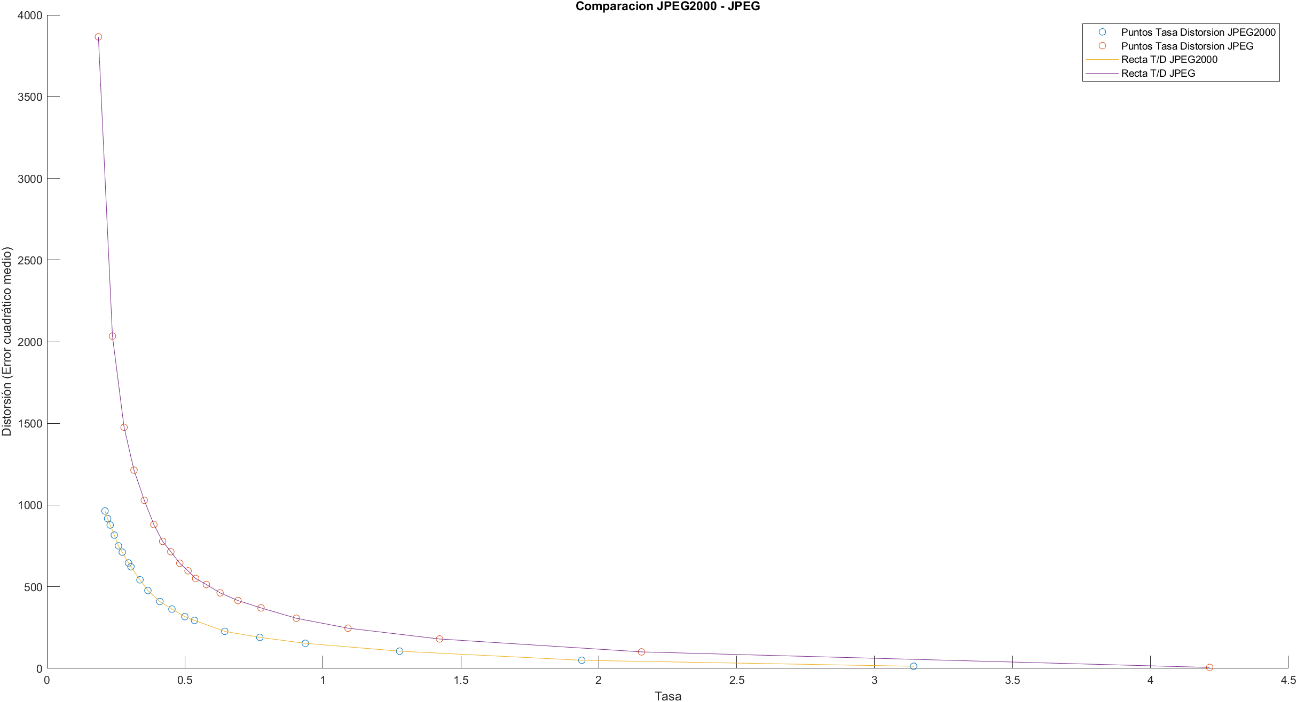 Comparacion JPEG2000 - JPEG
Puntos Tasa Distorsion JPEG2000
Puntos Tasa Distorsion JPEG
Recta T/D JPEG2000
Recta T/D JPEG
Distorsión (Error cuadrático medio)
4000
3500
3000
2500
2000
1500
1000
500
0
0 0.5 1 1.5 2 2.5 3 3.5 4 4.5
Tasa